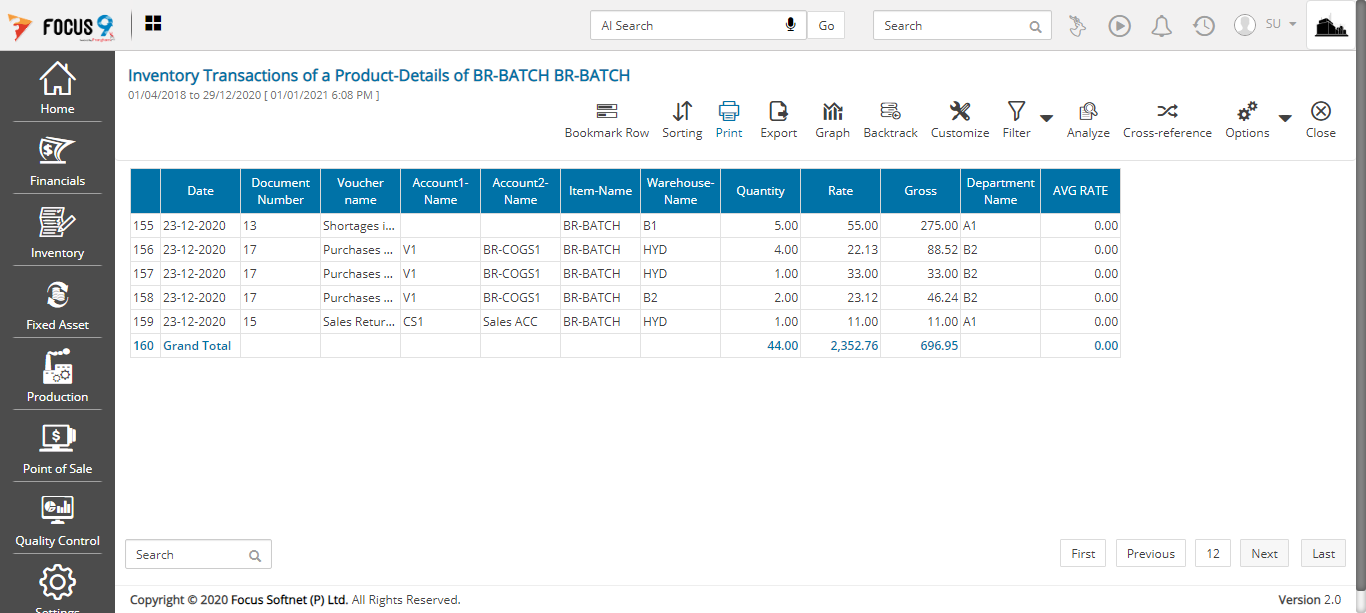 FOCUS 9
AI Search
Go
Search
SU
Home
Financials
Inventory
Fixed Asset
Production
Point of Sale
Quality Control
Settings
Inventory Transactions of a Product-Details of BR-BATCH BR-BATCH
01/04/2018 to 29/12/2020 [ 01/01/2021 6:08 PM ]
Bookmark Row Sorting Print Export Graph Backtrack Customize Filter Analyze Cross-reference Options Close
Date Document Number Voucher name Account1-Name Account2-Name Item-Name Warehouse-Name Quantity Rate Gross Department Name AVG RATE
155 23-12-2020 13 Shortages i... BR-BATCH B1 5.00 55.00 275.00 A1 0.00
156 23-12-2020 17 Purchases ... V1 BR-COGS1 BR-BATCH HYD 4.00 22.13 88.52 B2 0.00
157 23-12-2020 17 Purchases ... V1 BR-COGS1 BR-BATCH HYD 1.00 33.00 33.00 B2 0.00
158 23-12-2020 17 Purchases ... V1 BR-COGS1 BR-BATCH B2 2.00 23.12 46.24 B2 0.00
159 23-12-2020 15 Sales Retur... CS1 Sales ACC BR-BATCH HYD 1.00 11.00 11.00 A1 0.00
160 Grand Total 44.00 2,352.76 696.95 0.00
Search
First Previous 12 Next Last
Copyright © 2020 Focus Softnet (P) Ltd. All Rights Reserved.
Version 2.0